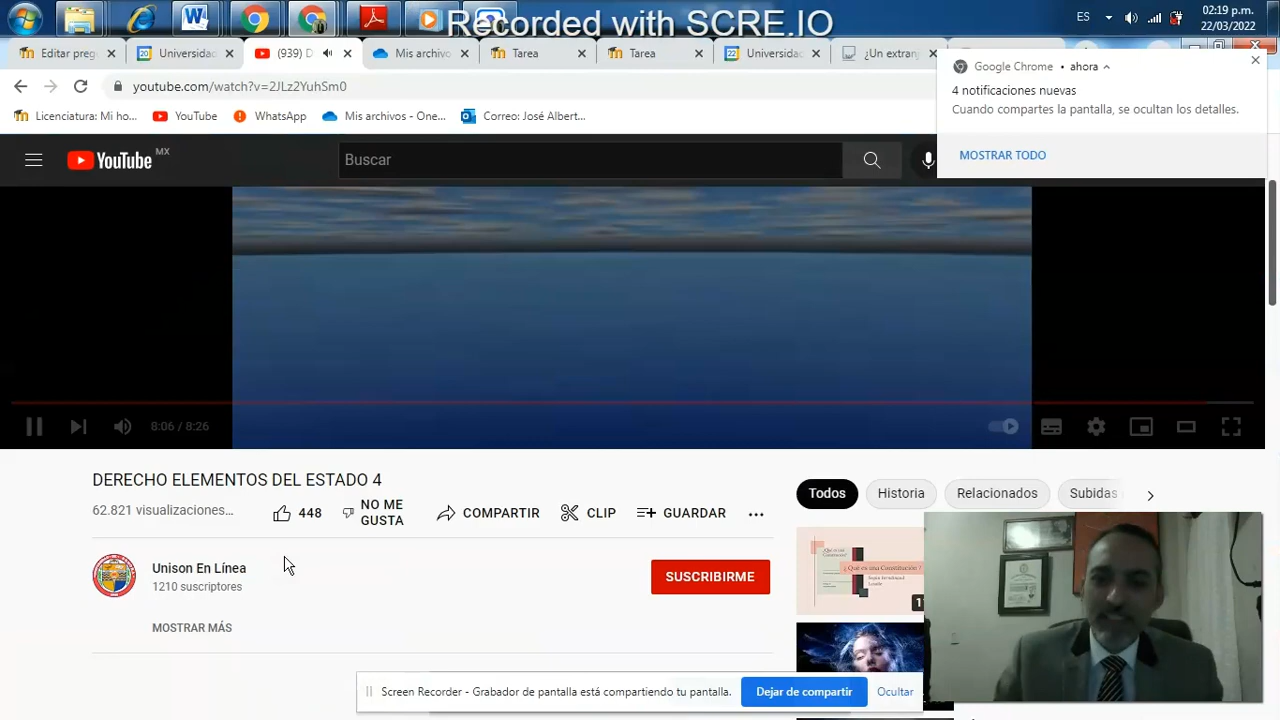 Recorded with SCRE.IO
ES
02:19 p.m.
22/03/2022
Editar preg
Universidad
(939) D
Mis archivo
Tarea
Tarea
Universida
¿Un extran
youtube.com/watch?v=2JLz2YuhSm0
Licenciatura: Mi ho...
YouTube
WhatsApp
Mis archivos - One...
Correo: José Albert...
Google Chrome • ahora
4 notificaciones nuevas
Cuando compartes la pantalla, se ocultan los detalles.
MOSTRAR TODO
YouTube MX
Buscar
8:06 / 8:26
DERECHO ELEMENTOS DEL ESTADO 4
62.821 visualizaciones...
448
NO ME GUSTA
COMPARTIR
CLIP
GUARDAR
Todos
Historia
Relacionados
Subidas
Unison En Línea
1210 suscriptores
SUSCRIBIRME
MOSTRAR MÁS
¿Qué es una Constitución ?
Screen Recorder - Grabador de pantalla está compartiendo tu pantalla.
Dejar de compartir
Ocultar